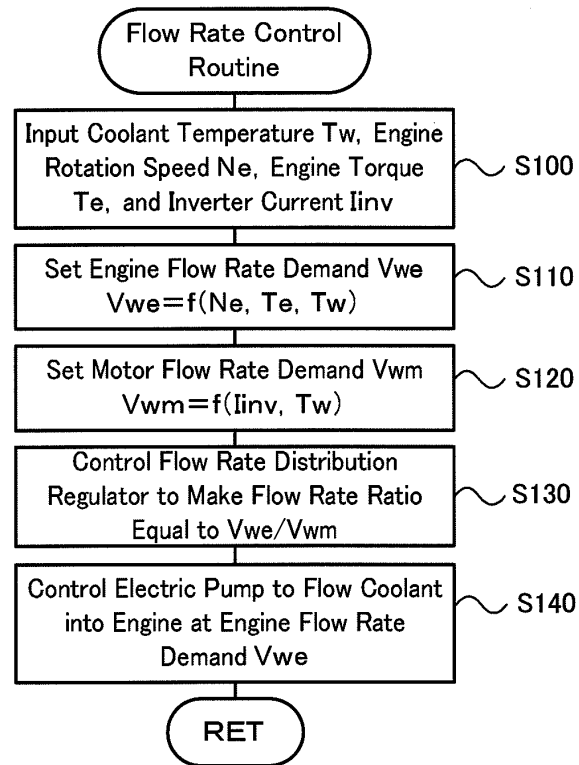 Flow Rate Control
Routine
Input Coolant Temperature Tw, Engine
Rotation Speed Ne, Engine Torque
Te, and Inverter Current Iinv
S100
Set Engine Flow Rate Demand Vwe
Vwe=f(Ne, Te, Tw)
S110
Set Motor Flow Rate Demand Vwm
Vwm=f(Iinv, Tw)
S120
Control Flow Rate Distribution
Regulator to Make Flow Rate Ratio
Equal to Vwe/Vwm
S130
Control Electric Pump to Flow Coolant
into Engine at Engine Flow Rate
Demand Vwe
S140
RET